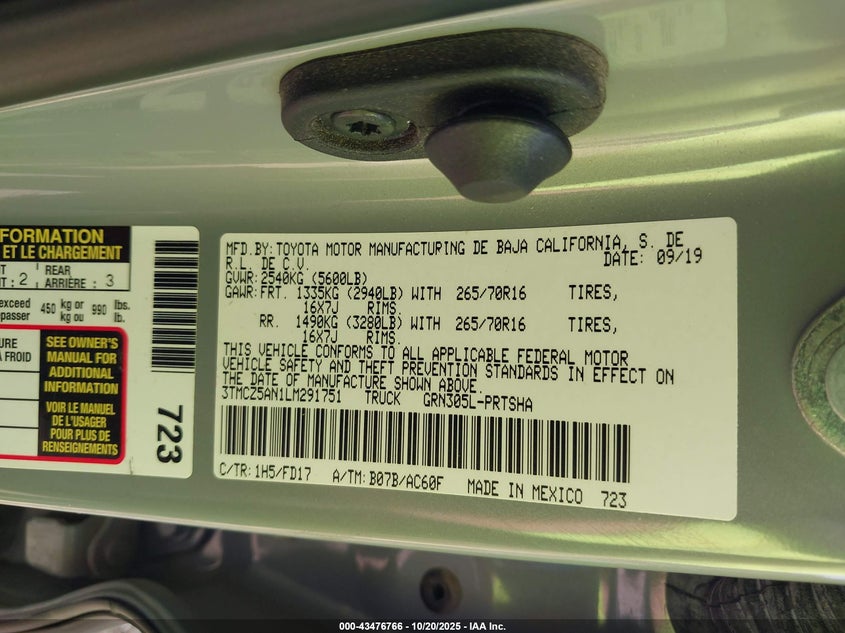 FORMATION
ET LE CHARGEMENT
2
REAR
ARRIÈRE : 3
exceed 450 kg or 990 lbs.
kg ou lb.
A FROID
SEE OWNER'S
MANUAL FOR
ADDITIONAL
INFORMATION
VOIR LE MANUEL
DE L'USAGER
POUR PLUS DE
RENSEIGNEMENTS
723
MFD.BY: TOYOTA MOTOR MANUFACTURING DE BAJA CALIFORNIA, S. DE
R.L. DE C.V. DATE: 09/19
GVWR: 2540KG (5600LB)
GAWR: FRT. 1335KG (2940LB) WITH 265/70R16 TIRES,
16X7J RIMS.
RR. 1490KG (3280LB) WITH 265/70R16 TIRES,
16X7J RIMS.
THIS VEHICLE CONFORMS TO ALL APPLICABLE FEDERAL MOTOR
VEHICLE SAFETY AND THEFT PREVENTION STANDARDS IN EFFECT ON
THE DATE OF MANUFACTURE SHOWN ABOVE.
3TMCZ5AN1LM291751 TRUCK GRN305L-PRTSHA
C/TR: 1H5/FD17 A/TM: B07B/AC60F MADE IN MEXICO 723
000-43476766 - 10/20/2025 - IAA Inc.